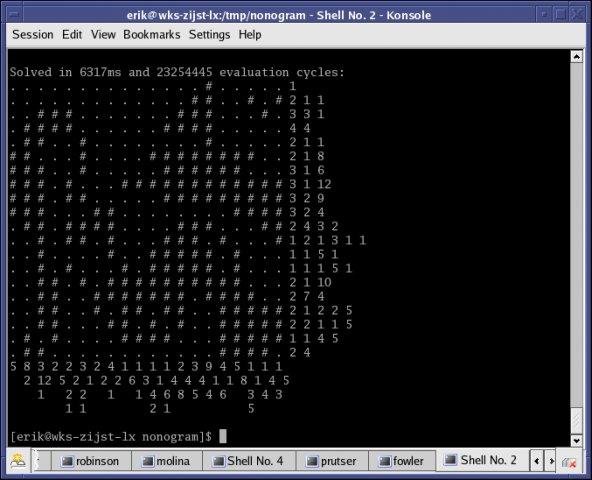 erik@wks-zijst-lx:/tmp/nonogram - Shell No. 2 - Konsole
Session Edit View Bookmarks Settings Help
Solved in 6317ms and 23254445 evaluation cycles:
. . . . . . . . . . . . . . # . . . . . 1
. . . . . . . . . . . . . # # . . # . # 2 1 1
. . # # # . . . . . . . # # # . . . # . 3 3 1
. # # # # . . . . . . # # # # . . . . . 4 4
. # # . . # . . . . . . . . # . . . . . 2 1 1
# # . . . # . . . . # # # # # # # # . . 2 1 8
# # # . . # . . . . . # # # # # # . . . 3 1 6
# # # . # . . . # # # # # # # # # # # # 3 1 12
# # # . # # . . . . . # # # # # # # # # 3 2 9
# # # . . . # # . . . . . . . . # # # # 3 2 4
. # # . # # # # . . . . # # # . . . # # 2 4 3 2
. . # . # # . # . . . # # # . # . . . # 1 2 1 3 1 1
. . # . . . . # . . # # # # # . # . . . 1 1 5 1
. . # . # . . . # . # # # # # . # . . . 1 1 1 5 1
. . # # . # . # # # # # # # # # # . . . 2 1 10
. . # # . . # # # # # # # . # # # # . . 2 7 4
. . # # . . # . # # . # # . . # # # # # 2 1 2 2 5
. . # # . . . # # . # . # . . # # # # # 2 2 1 1 5
. # . # . . . . # # # # . . . # # # # # 1 1 4 5
. # # . . . . . . . . . . . . # # # # . 2 4
5 8 3 2 2 3 2 4 1 1 1 1 2 3 9 4 5 1 1 1
2 12 5 2 1 2 2 6 3 1 4 4 4 1 1 8 1 4 5
1 2 2 1 1 4 6 8 5 4 6 3 4 3
1 1 2 1 5
[erik@wks-zijst-lx nonogram]$
robinson molina Shell No. 4 prutser fowler Shell No. 2